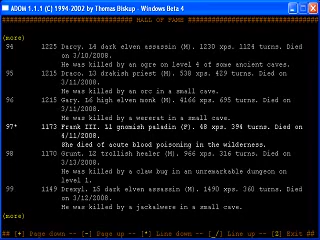 ADOM 1.1.1 (C) 1994-2002 by Thomas Biskup - Windows Beta 4
HALL OF FAME
(more)
94 1225 Darcy. 14 dark elven assassin (M). 1230 xps. 1124 turns. Died
on 3/10/2008.
He was killed by an ogre on level 4 of some ancient caves.
95 1225 Draco. 13 drakish priest (M). 538 xps. 429 turns. Died on
3/11/2008.
He was killed by an orc in a small cave.
96 1215 Gary. 16 high elven monk (M). 4166 xps. 695 turns. Died on
3/11/2008.
He was killed by a wererat in a small cave.
97* 1173 Frank III. 11 gnomish paladin (F). 48 xps. 394 turns. Died on
4/11/2008.
She died of acute blood poisoning in the wilderness.
98 1170 Grunt. 12 trollish healer (M). 966 xps. 316 turns. Died on
3/13/2008.
He was killed by a claw bug in an unremarkable dungeon on
level 1.
99 1149 Drexyl. 15 dark elven assassin (M). 1490 xps. 360 turns. Died
on 3/12/2008.
He was killed by a jackalwere in a small cave.
(more)
## [+] Page down -- [-] Page up -- [*] Line down -- [_/] Line up -- [Z] Exit ##